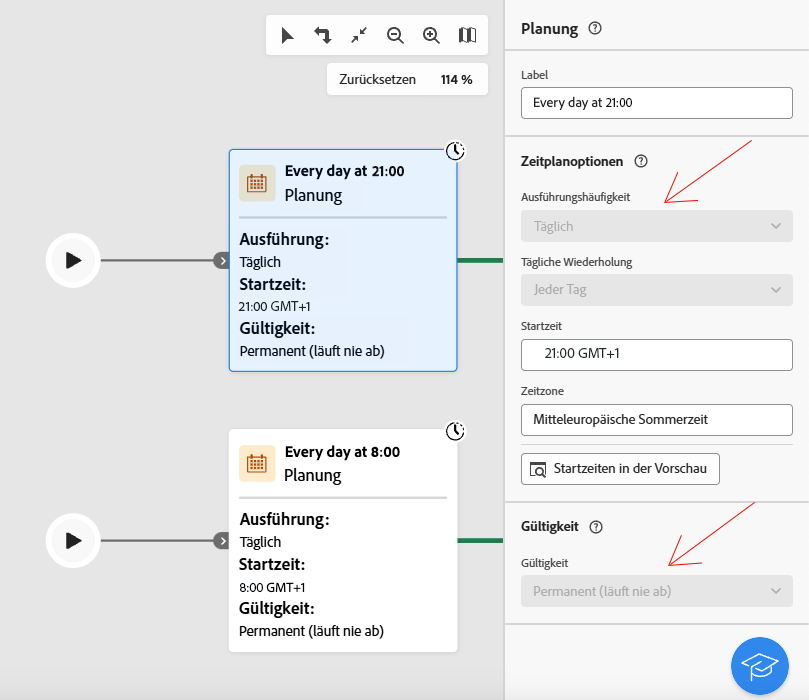 Zurücksetzen 114 %
Every day at 21:00
Planung
Ausführung:
Täglich
Startzeit:
21:00 GMT+1
Gültigkeit:
Permanent (läuft nie ab)
Every day at 8:00
Planung
Ausführung:
Täglich
Startzeit:
8:00 GMT+1
Gültigkeit:
Permanent (läuft nie ab)
Planung
Label
Every day at 21:00
Zeitplanoptionen
Ausführungshäufigkeit
Täglich
Tägliche Wiederholung
Jeder Tag
Startzeit
21:00 GMT+1
Zeitzone
Mitteleuropäische Sommerzeit
Startzeiten in der Vorschau
Gültigkeit
Gültigkeit
Permanent (läuft nie ab)